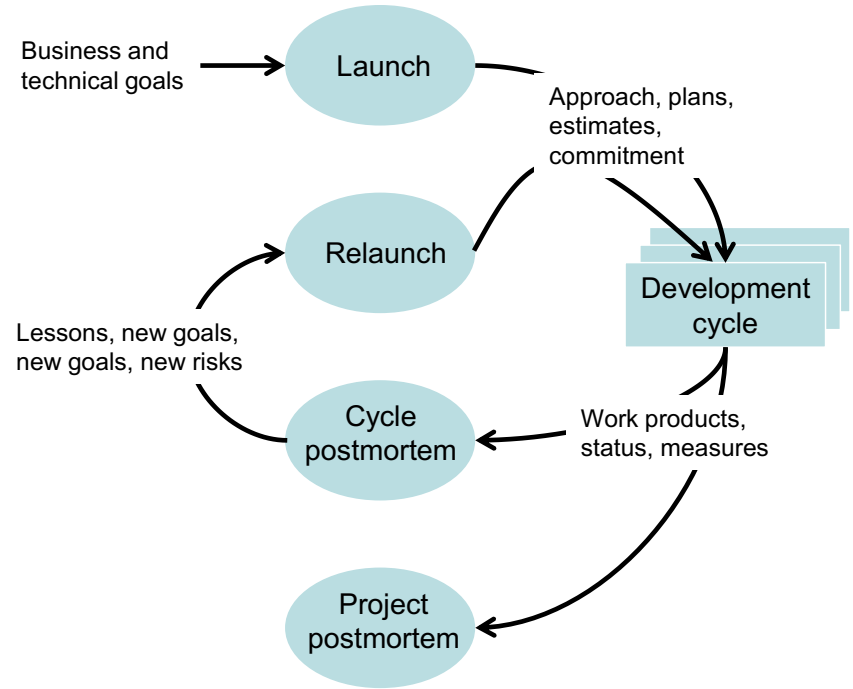 Business and
technical goals
Launch
Approach, plans,
estimates,
commitment
Relaunch
Development
cycle
Lessons, new goals,
new goals, new risks
Cycle
postmortem
Work products,
status, measures
Project
postmortem